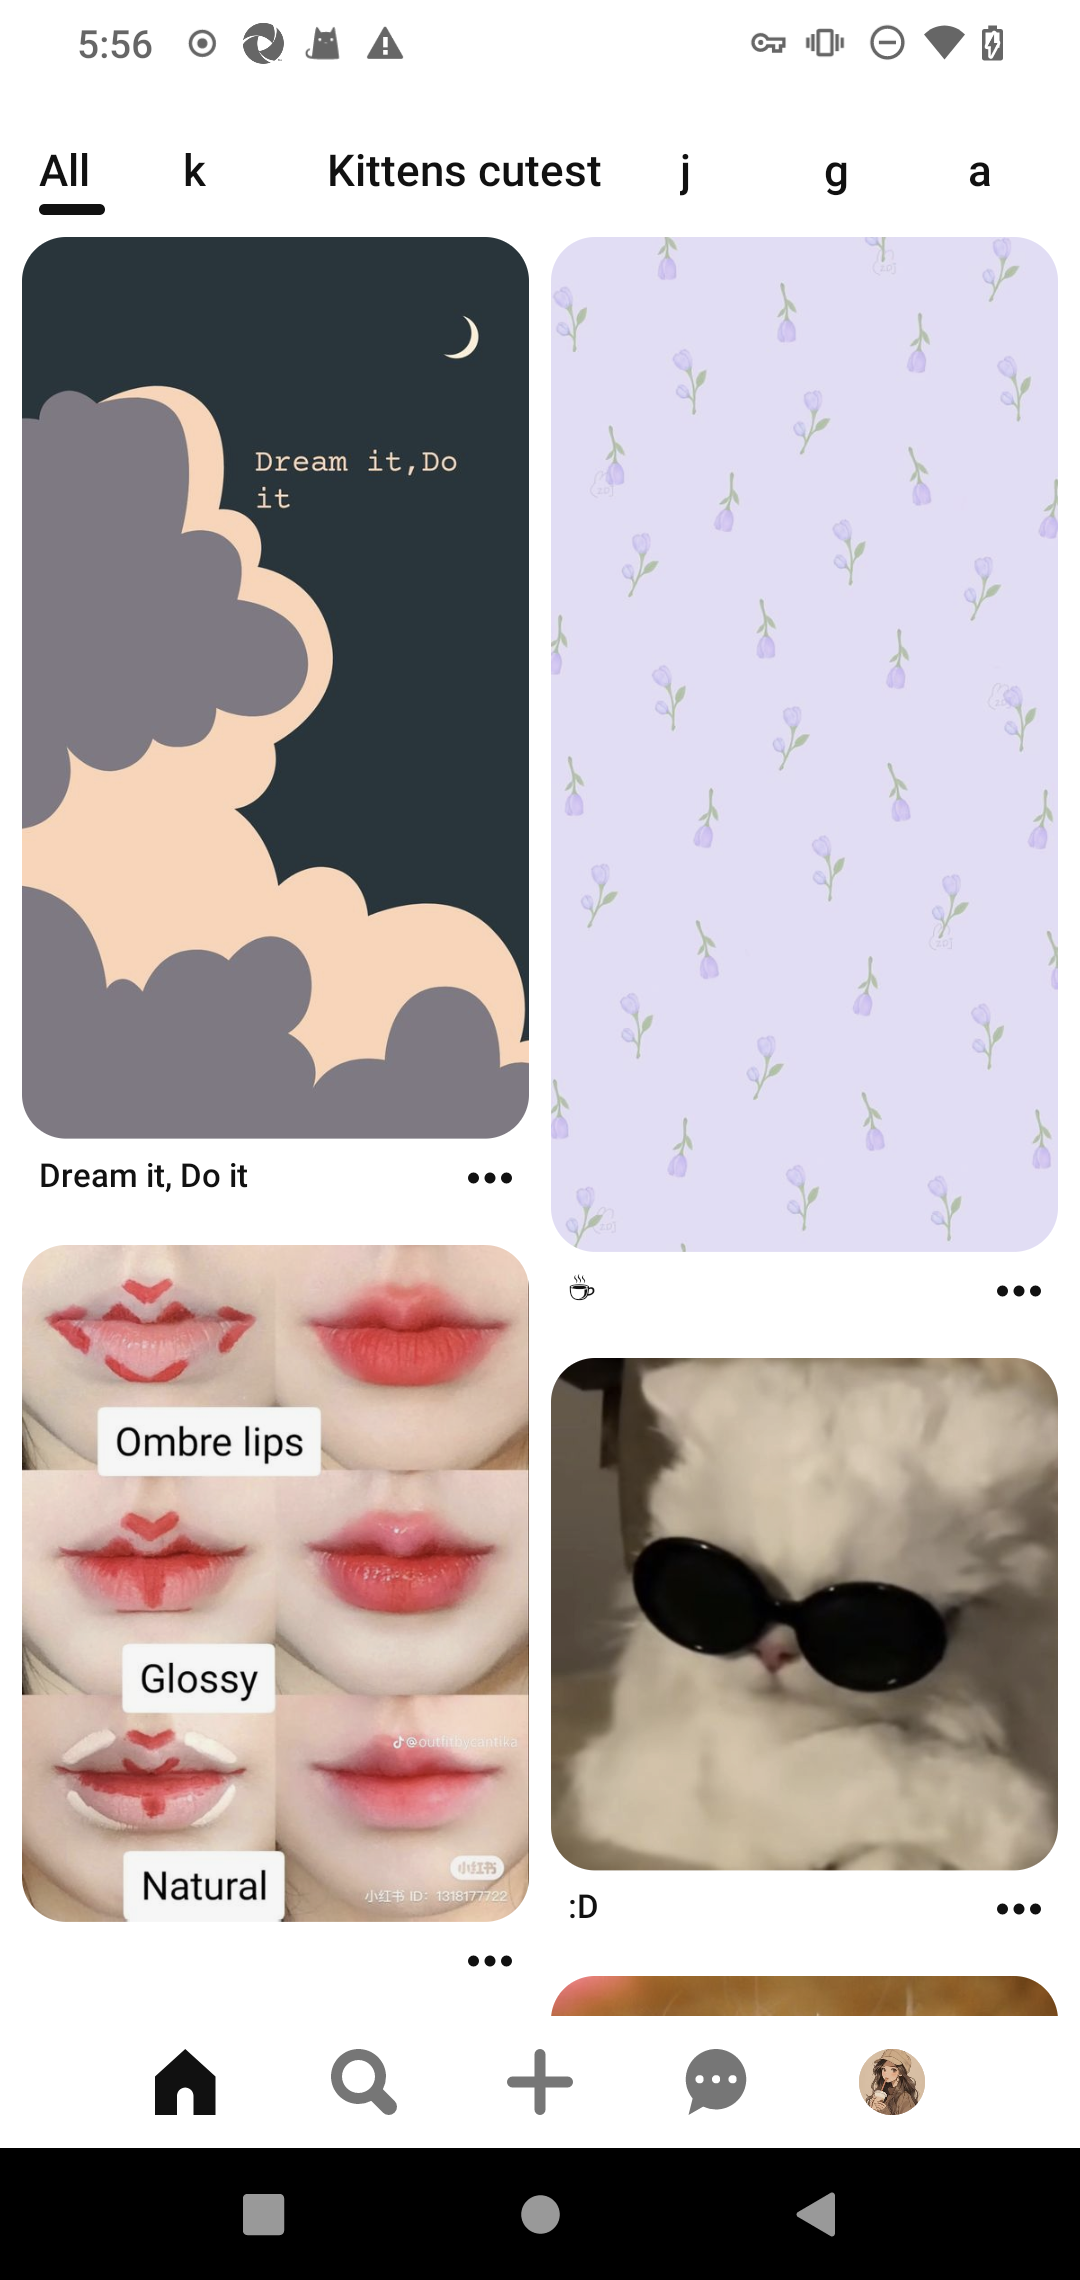 5:56
All k Kittens cutest j g a
Dream it,Do
it
Dream it, Do it
☕
Ombre lips
Glossy
@outfitbycantika
小红书
小红书 ID: 1318177722
Natural
:D